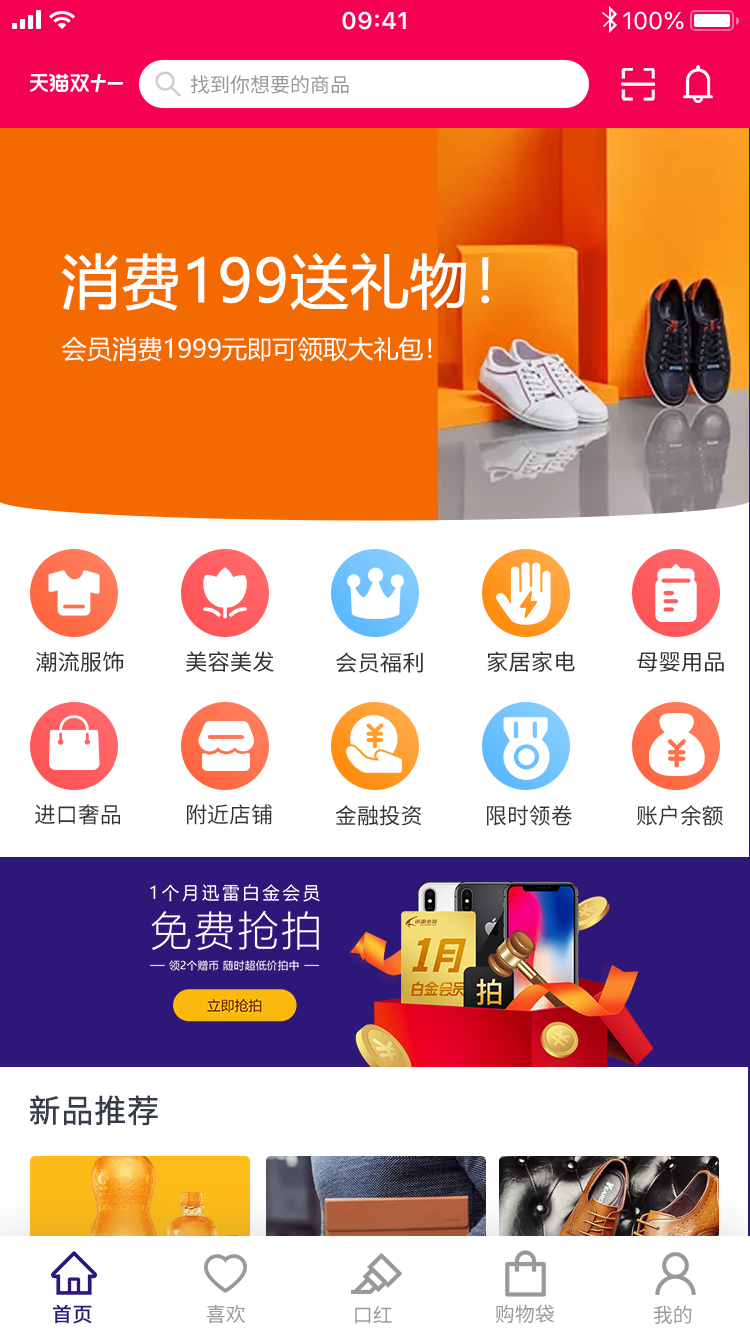 09:41
100%
天猫双十一
找到你想要的商品
消费199送礼物！
会员消费1999元即可领取大礼包！
潮流服饰
美容美发
会员福利
家居家电
母婴用品
进口奢品
附近店铺
金融投资
限时领卷
账户余额
1个月迅雷白金会员
免费抢拍
领2个赠币 随时超低价拍中
立即抢拍
迅雷会员
1月
白金会员
拍
新品推荐
首页
喜欢
口红
购物袋
我的